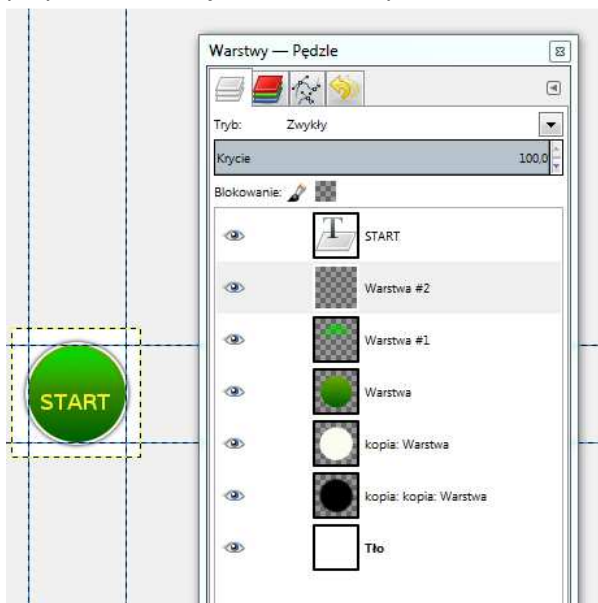 Warstwy — Pędzle
Tryb: Zwykły
Krycie 100,0
Blokowanie:
START
Warstwa #2
Warstwa #1
Warstwa
START
kopia: Warstwa
kopia: kopia: Warstwa
Tło